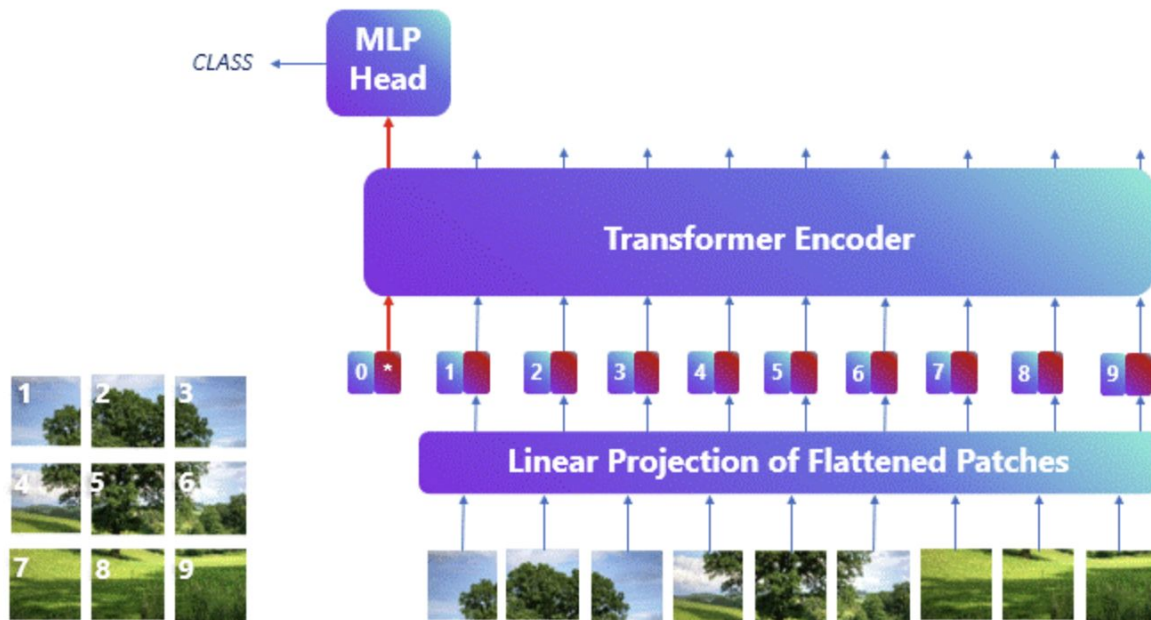 MLP
Head
CLASS
Transformer Encoder
0 * 1 2 3 4 5 6 7 8 9
Linear Projection of Flattened Patches
1 2 3
4 5 6
7 8 9